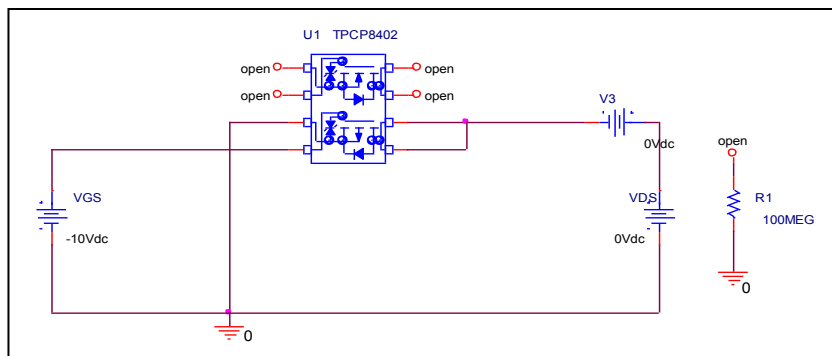 U1 TPCP8402
open
open
open
open
V3
0Vdc
open
VGS
-10Vdc
VDS
0Vdc
R1
100MEG
0
0